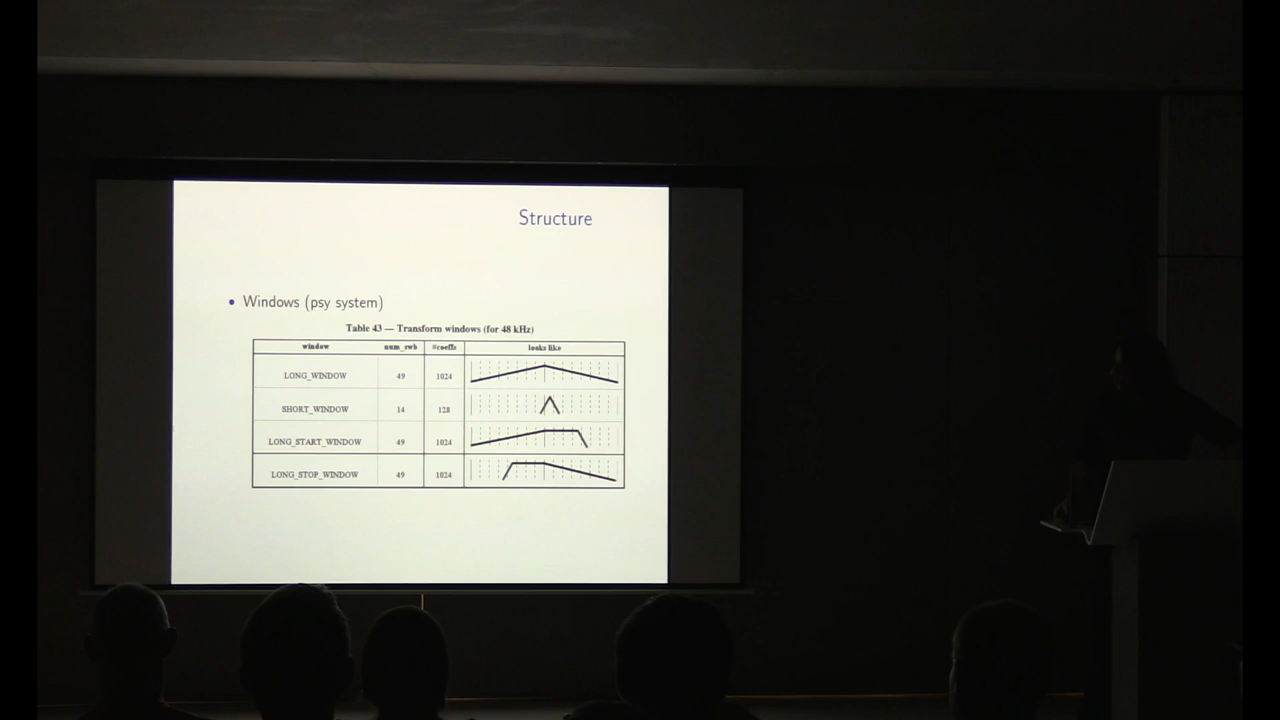 Structure
• Windows (psy system)
Table 43 — Transform windows (for 48 kHz)
window num_swb #coeffs looks like
LONG_WINDOW 49 1024
SHORT_WINDOW 14 128
LONG_START_WINDOW 49 1024
LONG_STOP_WINDOW 49 1024